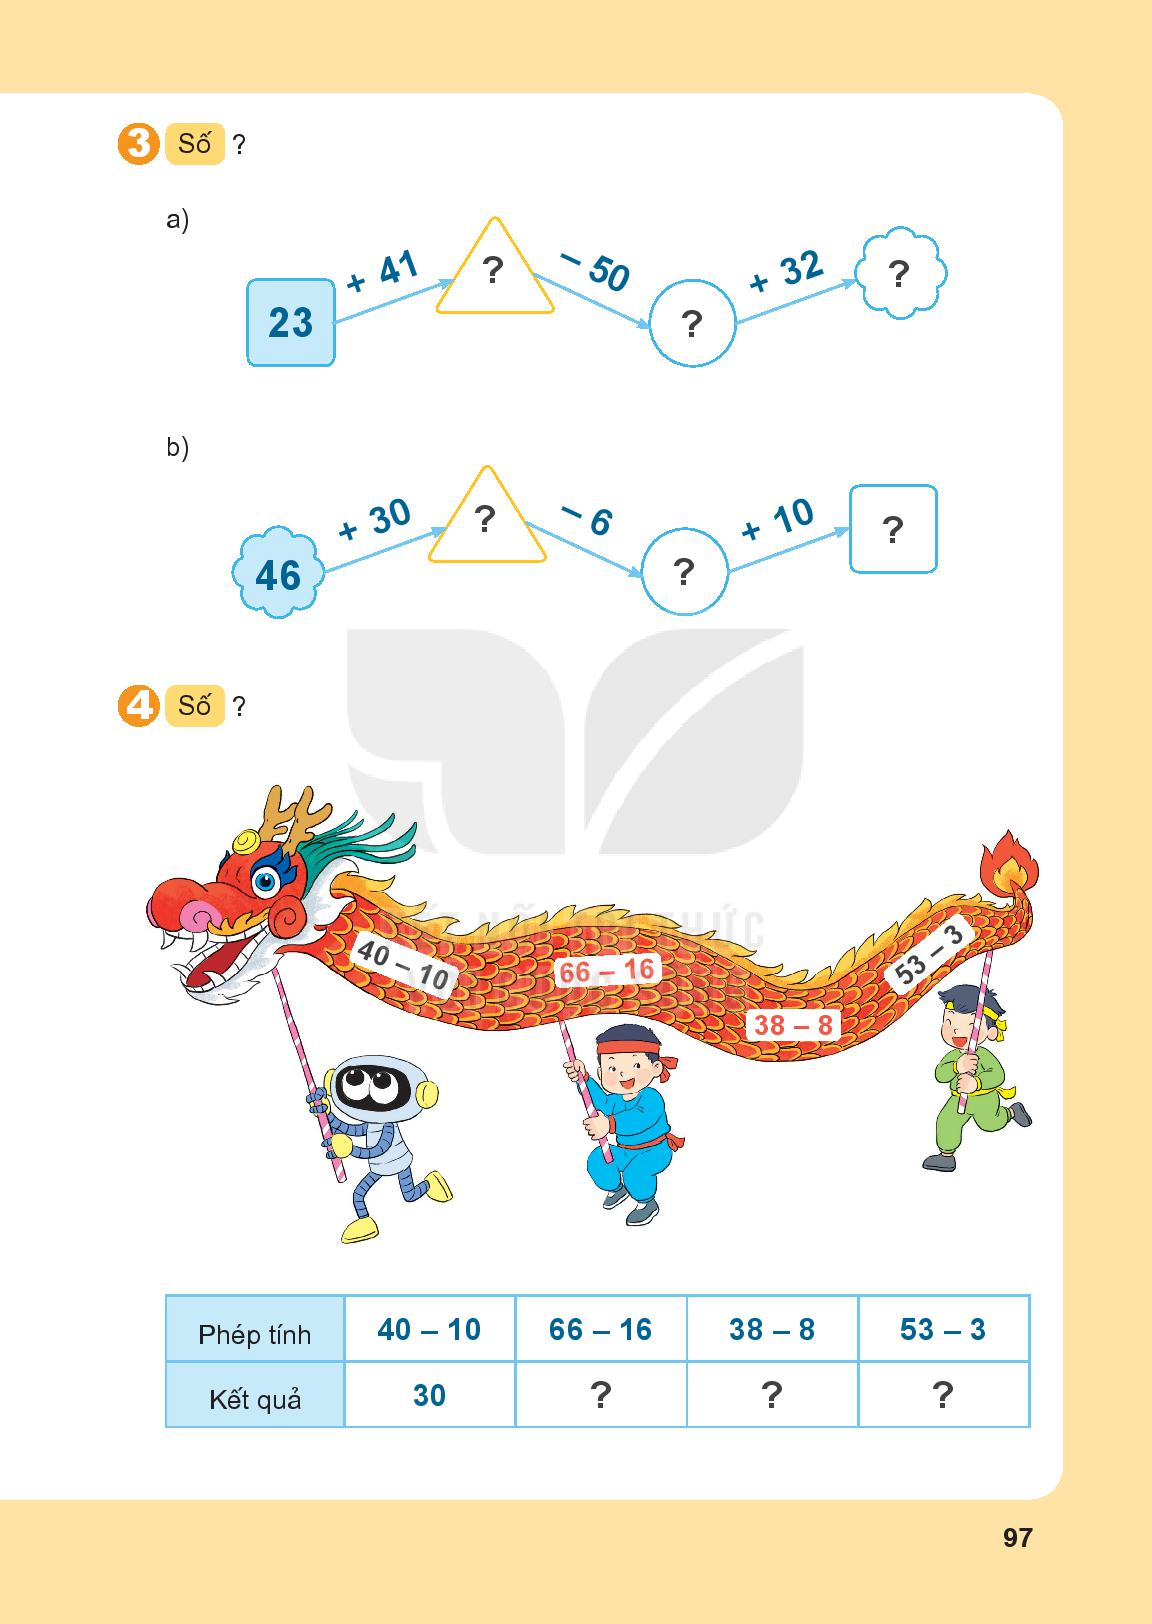 3 Số ?
a)
23 + 41 ? – 50 ? + 32 ?
b)
46 + 30 ? – 6 ? + 10 ?
4 Số ?
40 – 10
66 – 16
38 – 8
53 – 3
Phép tính 40 – 10 66 – 16 38 – 8 53 – 3
Kết quả 30 ? ? ?
97